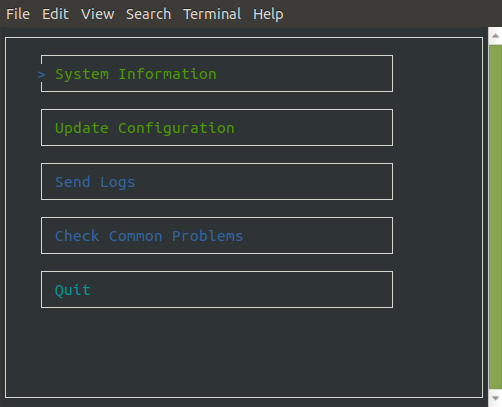 File Edit View Search Terminal Help
> System Information
Update Configuration
Send Logs
Check Common Problems
Quit